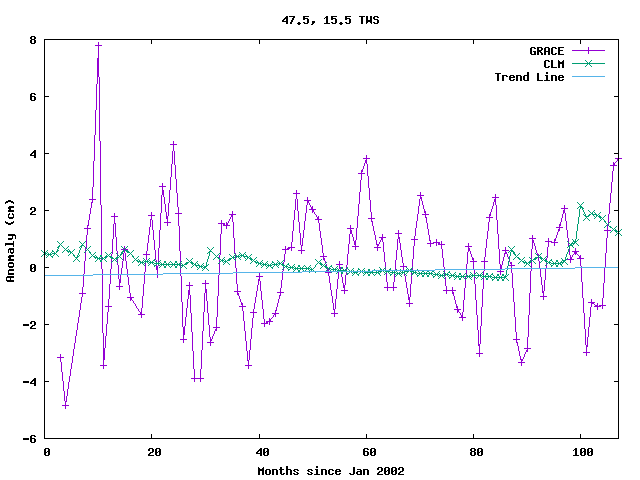 47.5, 15.5 TWS
GRACE
CLM
Trend Line
8
6
4
2
0
-2
-4
-6
Anomaly (cm)
0 20 40 60 80 100
Months since Jan 2002